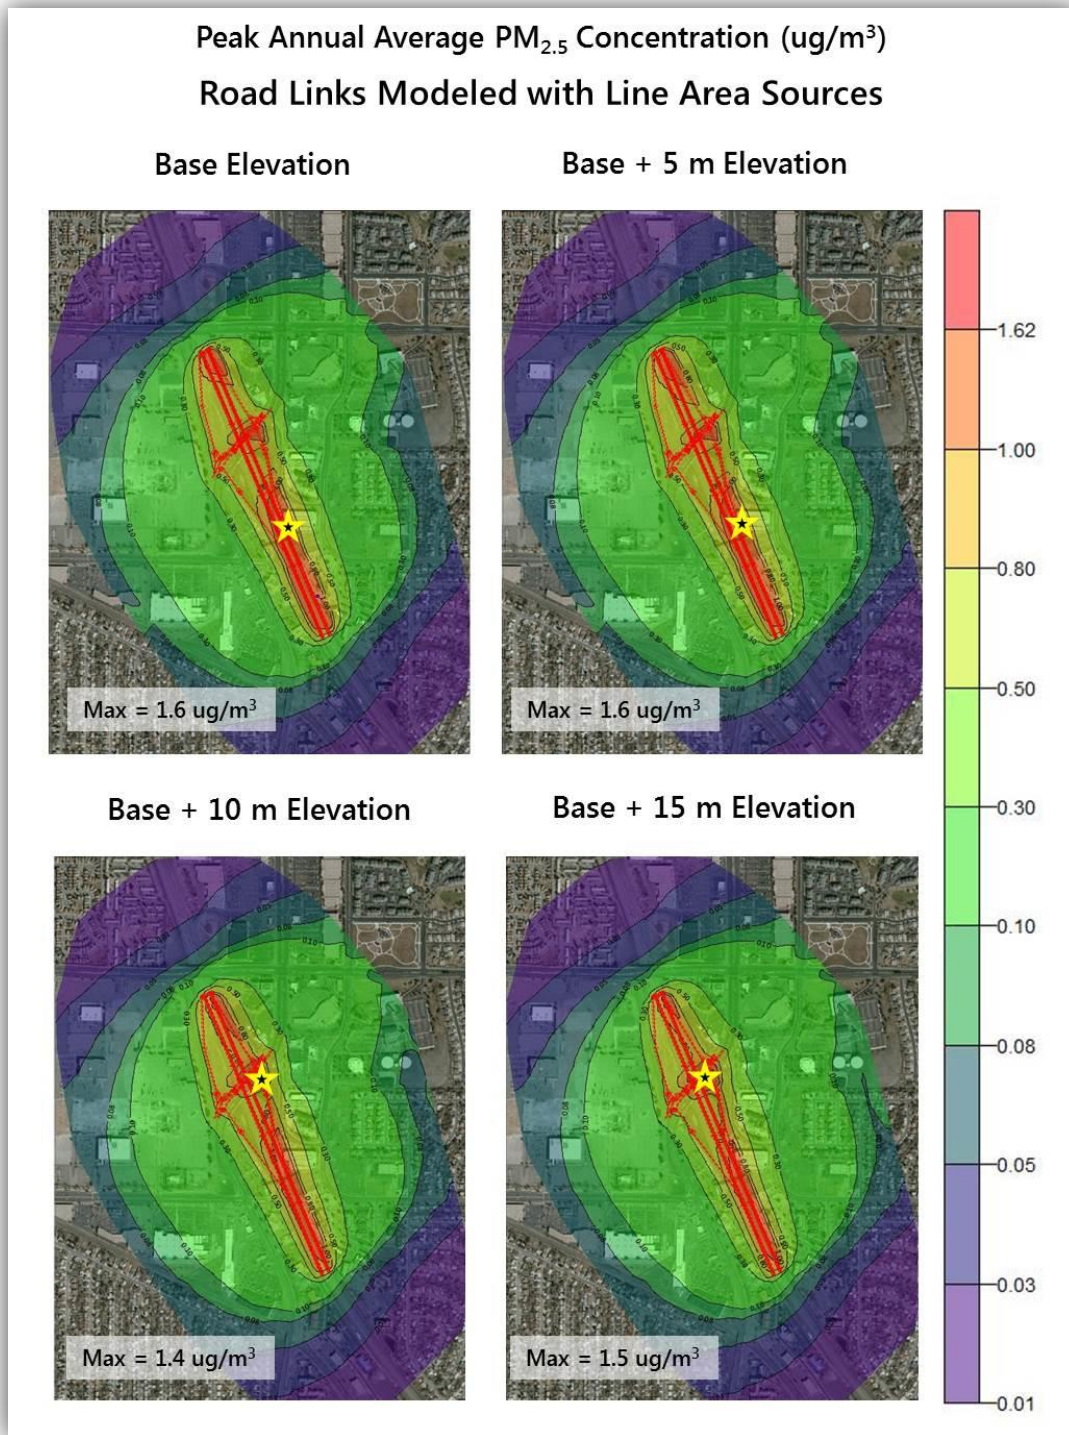 Peak Annual Average PM2.5 Concentration (ug/m³)
Road Links Modeled with Line Area Sources
Base Elevation
Base + 5 m Elevation
Max = 1.6 ug/m³
Max = 1.6 ug/m³
Base + 10 m Elevation
Base + 15 m Elevation
Max = 1.4 ug/m³
Max = 1.5 ug/m³
1.62
1.00
0.80
0.50
0.30
0.10
0.08
0.05
0.03
0.01